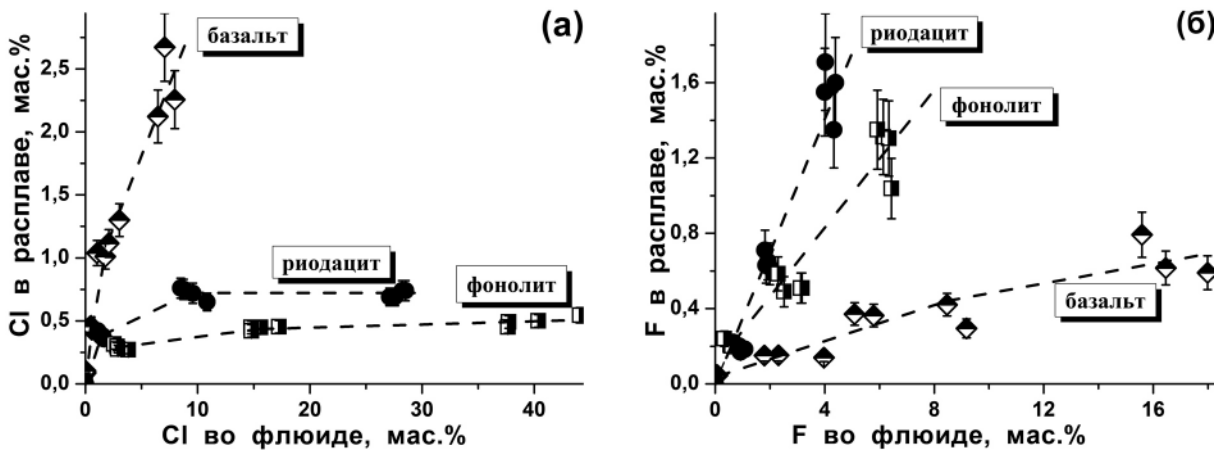 (а)
базальт
риодацит
фонолит
Cl в расплаве, мас.%
2,5
2,0
1,5
1,0
0,5
0,0
0 10 20 30 40
Cl во флюиде, мас.%
(б)
риодацит
фонолит
базальт
F в расплаве, мас.%
1,6
1,2
0,8
0,4
0,0
0 4 8 12 16
F во флюиде, мас.%